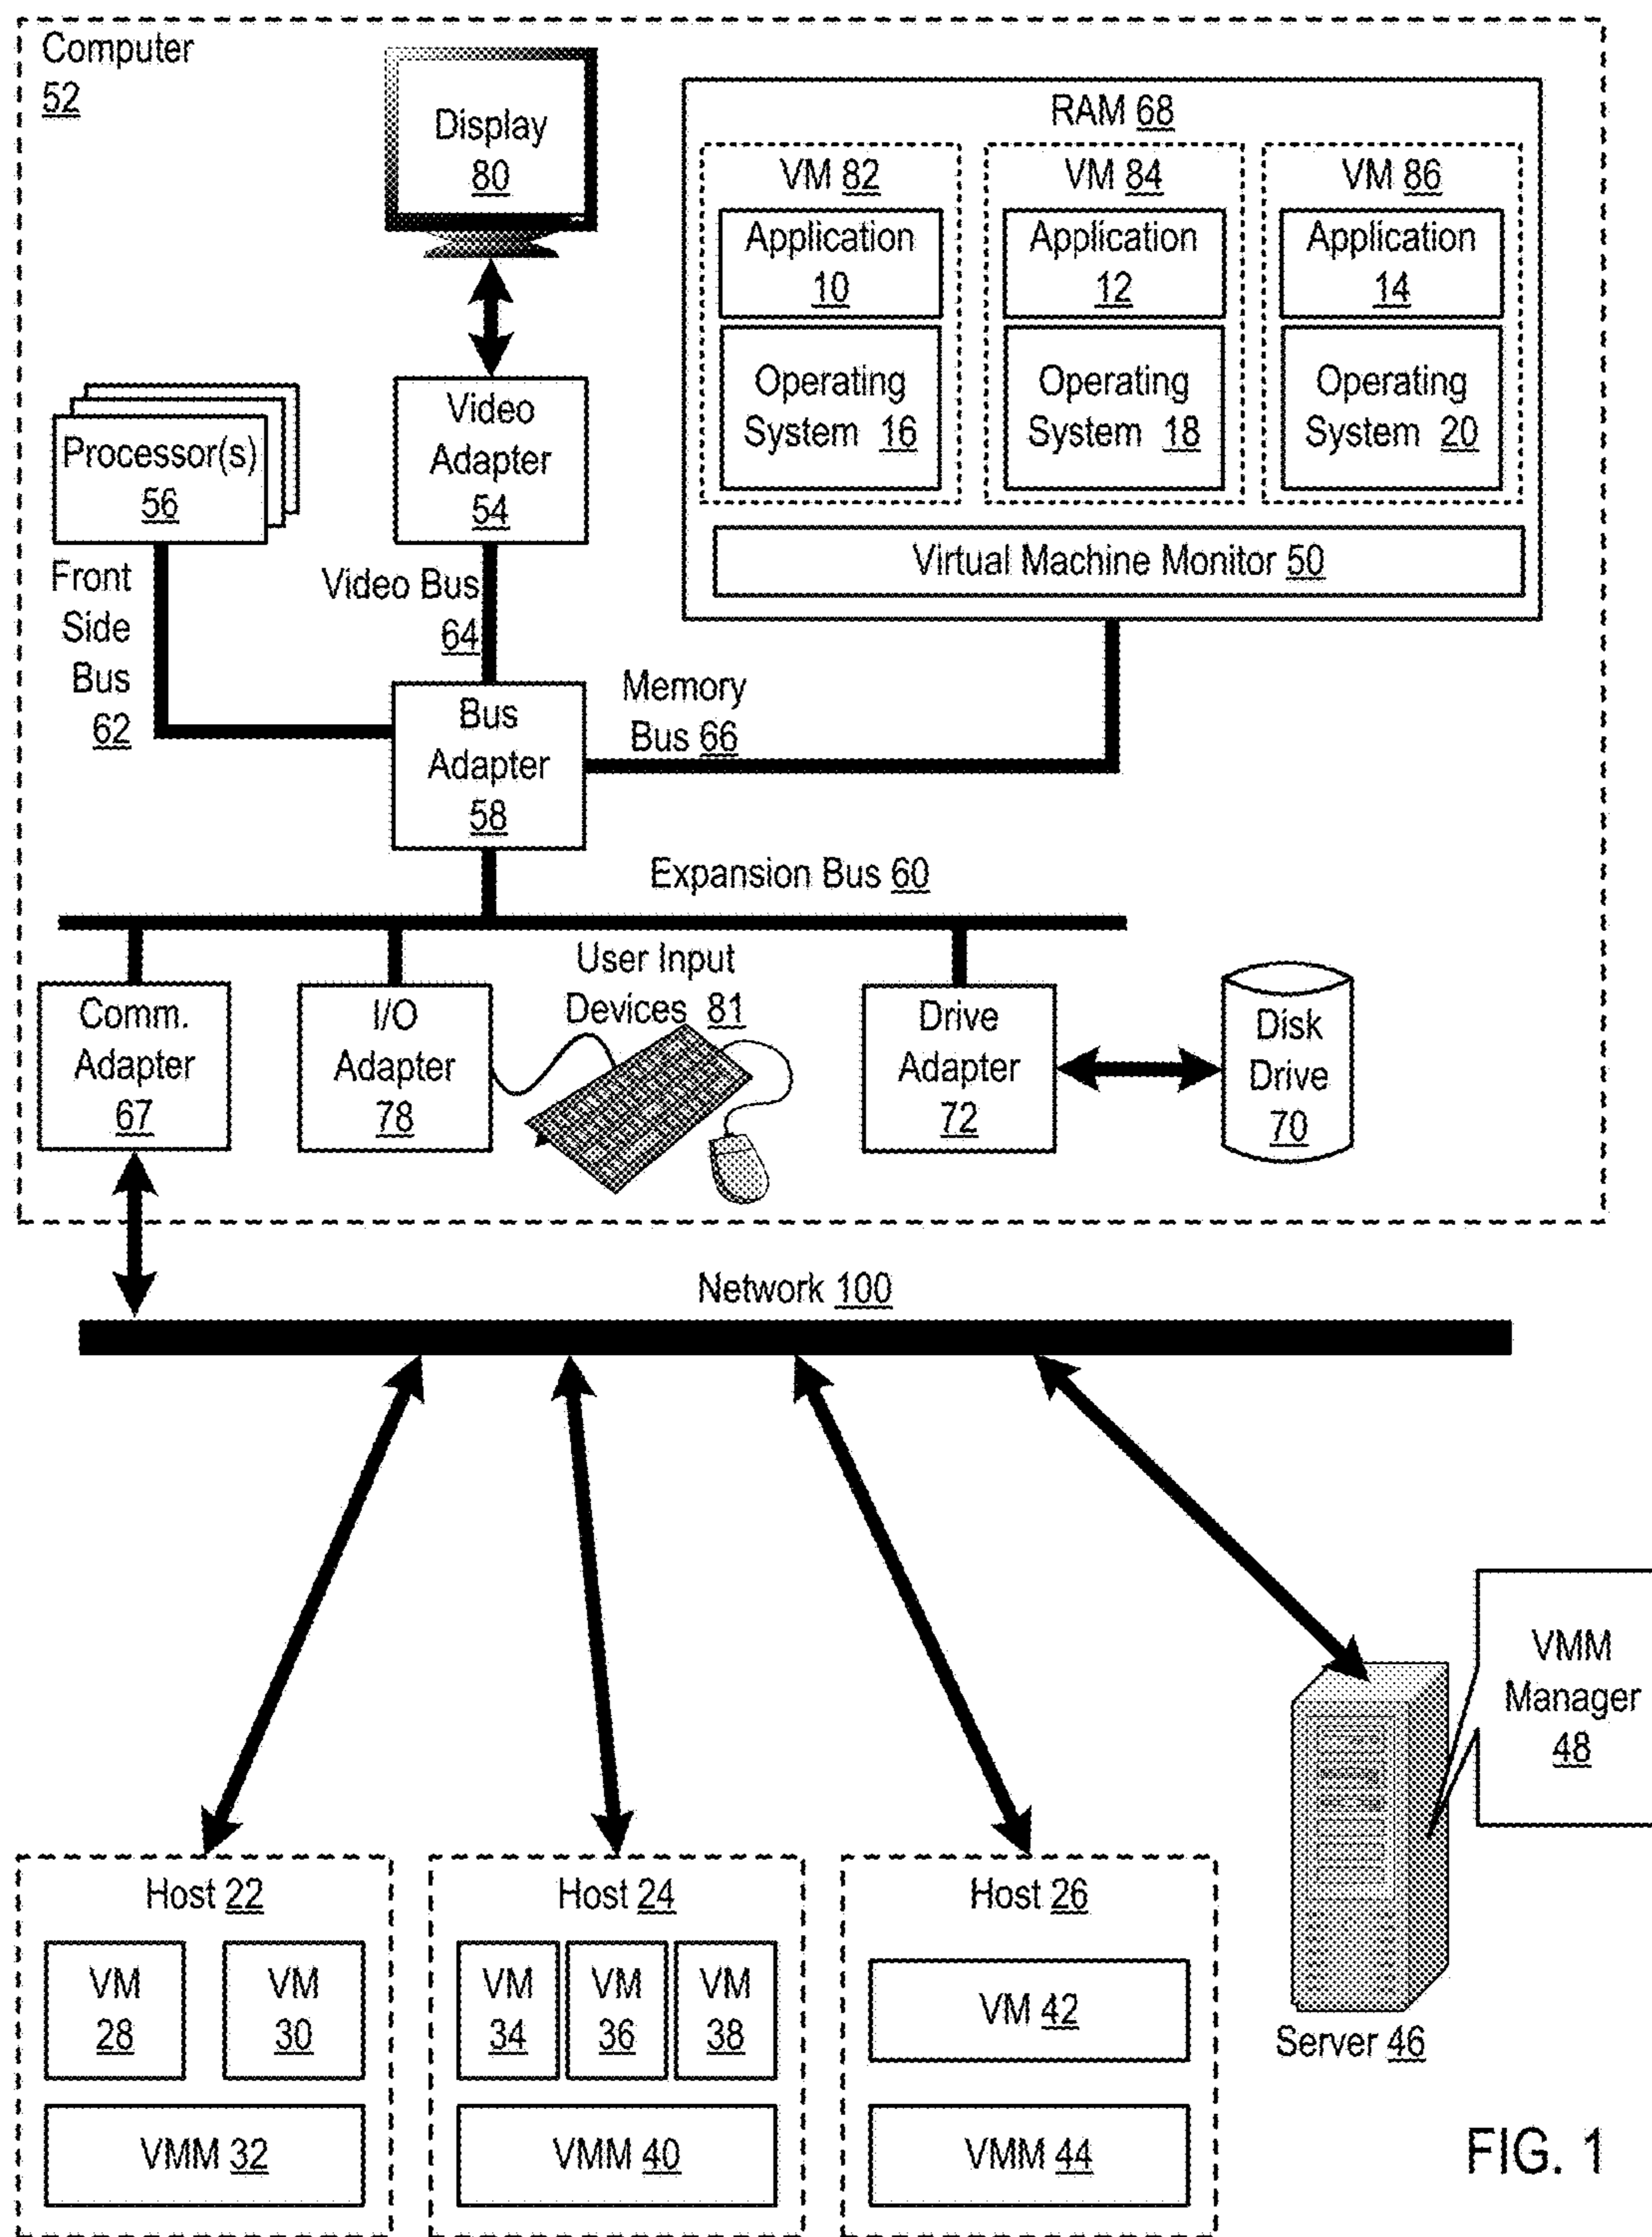 Computer
52
Display
80
RAM 68
VM 82
Application
10
Operating
System 16
VM 84
Application
12
Operating
System 18
VM 86
Application
14
Operating
System 20
Virtual Machine Monitor 50
Processor(s)
56
Video
Adapter
54
Front
Side
Bus
62
Video Bus
64
Bus
Adapter
58
Memory
Bus 66
Expansion Bus 60
Comm.
Adapter
67
I/O
Adapter
78
User Input
Devices 81
Drive
Adapter
72
Disk
Drive
70
Network 100
VMM
Manager
48
Server 46
Host 22
VM
28
VM
30
VMM 32
Host 24
VM
34
VM
36
VM
38
VMM 40
Host 26
VM 42
VMM 44
FIG. 1